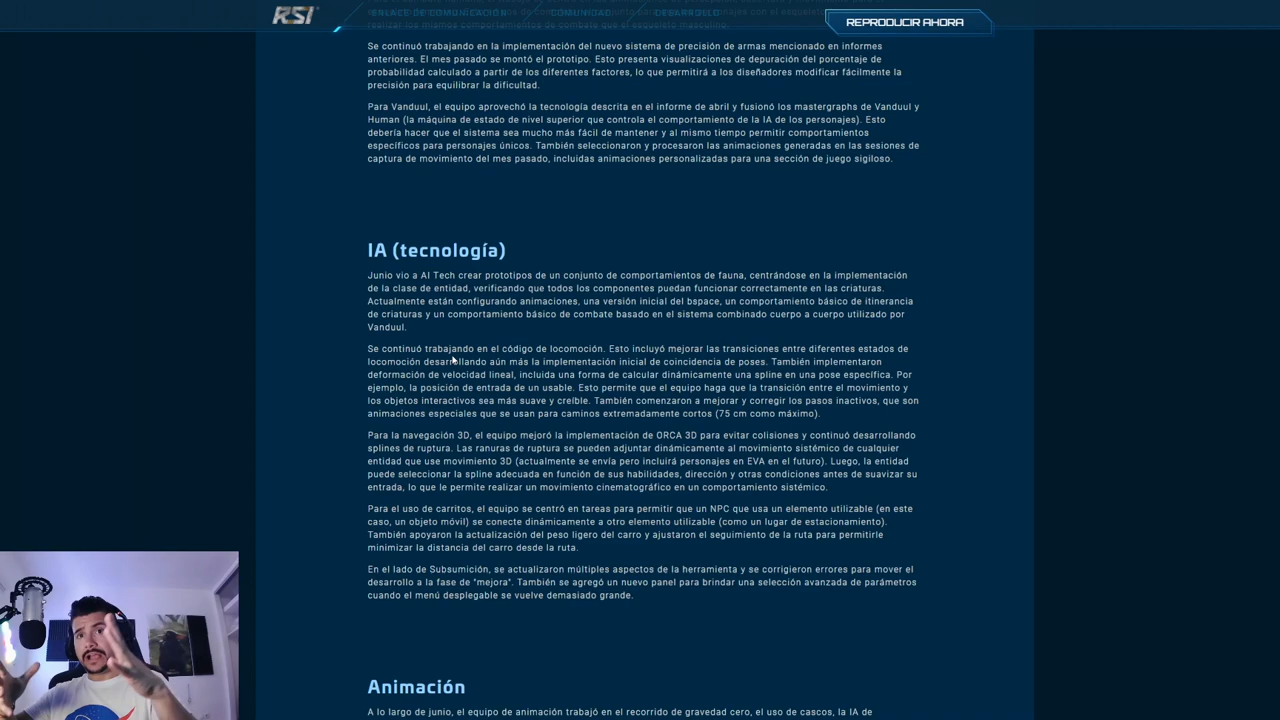 RSI
ENLACE DE COMUNICACIÓN
COMUNIDAD
DESARROLLO
REPRODUCIR AHORA
realizar los mismos comportamientos de combate que el esqueleto masculino.
Se continuó trabajando en la implementación del nuevo sistema de precisión de armas mencionado en informes
anteriores. El mes pasado se montó el prototipo. Esto presenta visualizaciones de depuración del porcentaje de
probabilidad calculado a partir de los diferentes factores, lo que permitirá a los diseñadores modificar fácilmente la
precisión para equilibrar la dificultad.
Para Vanduul, el equipo aprovechó la tecnología descrita en el informe de abril y fusionó los mastergraphs de Vanduul y
Human (la máquina de estado de nivel superior que controla el comportamiento de la IA de los personajes). Esto
debería hacer que el sistema sea mucho más fácil de mantener y al mismo tiempo permitir comportamientos
específicos para personajes únicos. También seleccionaron y procesaron las animaciones generadas en las sesiones de
captura de movimiento del mes pasado, incluidas animaciones personalizadas para una sección de juego sigiloso.
IA (tecnología)
Junio vio a AI Tech crear prototipos de un conjunto de comportamientos de fauna, centrándose en la implementación
de la clase de entidad, verificando que todos los componentes puedan funcionar correctamente en las criaturas.
Actualmente están configurando animaciones, una versión inicial del bspace, un comportamiento básico de itinerancia
de criaturas y un comportamiento básico de combate basado en el sistema combinado cuerpo a cuerpo utilizado por
Vanduul.
Se continuó trabajando en el código de locomoción. Esto incluyó mejorar las transiciones entre diferentes estados de
locomoción desarrollando aún más la implementación inicial de coincidencia de poses. También implementaron
deformación de velocidad lineal, incluida una forma de calcular dinámicamente una spline en una pose específica. Por
ejemplo, la posición de entrada de un usable. Esto permite que el equipo haga que la transición entre el movimiento y
los objetos interactivos sea más suave y creíble. También comenzaron a mejorar y corregir los pasos inactivos, que son
animaciones especiales que se usan para caminos extremadamente cortos (75 cm como máximo).
Para la navegación 3D, el equipo mejoró la implementación de ORCA 3D para evitar colisiones y continuó desarrollando
splines de ruptura. Las ranuras de ruptura se pueden adjuntar dinámicamente al movimiento sistémico de cualquier
entidad que use movimiento 3D (actualmente se envía pero incluirá personajes en EVA en el futuro). Luego, la entidad
puede seleccionar la spline adecuada en función de sus habilidades, dirección y otras condiciones antes de suavizar su
entrada, lo que le permite realizar un movimiento cinematográfico en un comportamiento sistémico.
Para el uso de carritos, el equipo se centró en tareas para permitir que un NPC que usa un elemento utilizable (en este
caso, un objeto móvil) se conecte dinámicamente a otro elemento utilizable (como un lugar de estacionamiento).
También apoyaron la actualización del peso ligero del carro y ajustaron el seguimiento de la ruta para permitirle
minimizar la distancia del carro desde la ruta.
En el lado de Subsumición, se actualizaron múltiples aspectos de la herramienta y se corrigieron errores para mover el
desarrollo a la fase de "mejora". También se agregó un nuevo panel para brindar una selección avanzada de parámetros
cuando el menú desplegable se vuelve demasiado grande.
Animación
A lo largo de junio, el equipo de animación trabajó en el recorrido de gravedad cero, el uso de cascos, la IA de